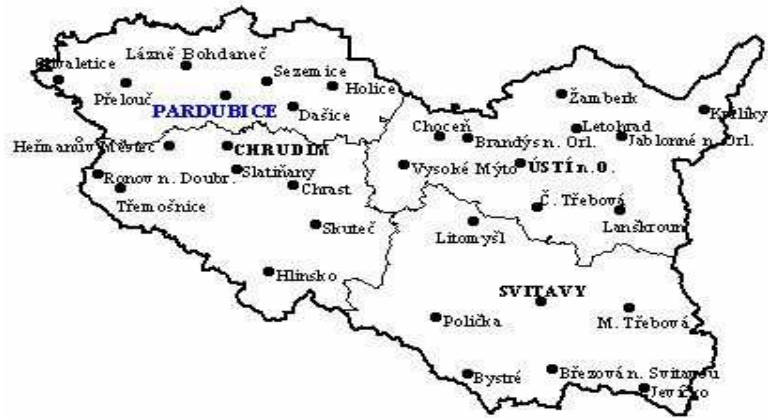 Lázně Bohdaneč
Chvaletice
Sezemice
Holice
Přelouč
PARDUBICE
Dašice
Žamberk
Králíky
Choceň
Brandýs n. Orl.
Letohrad
Jablonné n. Orl.
Heřmanův Městec
CHRUDIM
Vysoké Mýto
ÚSTÍ n. O.
Ronov n. Doubr.
Slatiňany
Chrast
Třemošnice
Č. Třebová
Lanškroun
Skuteč
Litomyšl
Hlinsko
SVITAVY
Polička
M. Třebová
Bystré
Březová n. Svitavou
Jevíčko